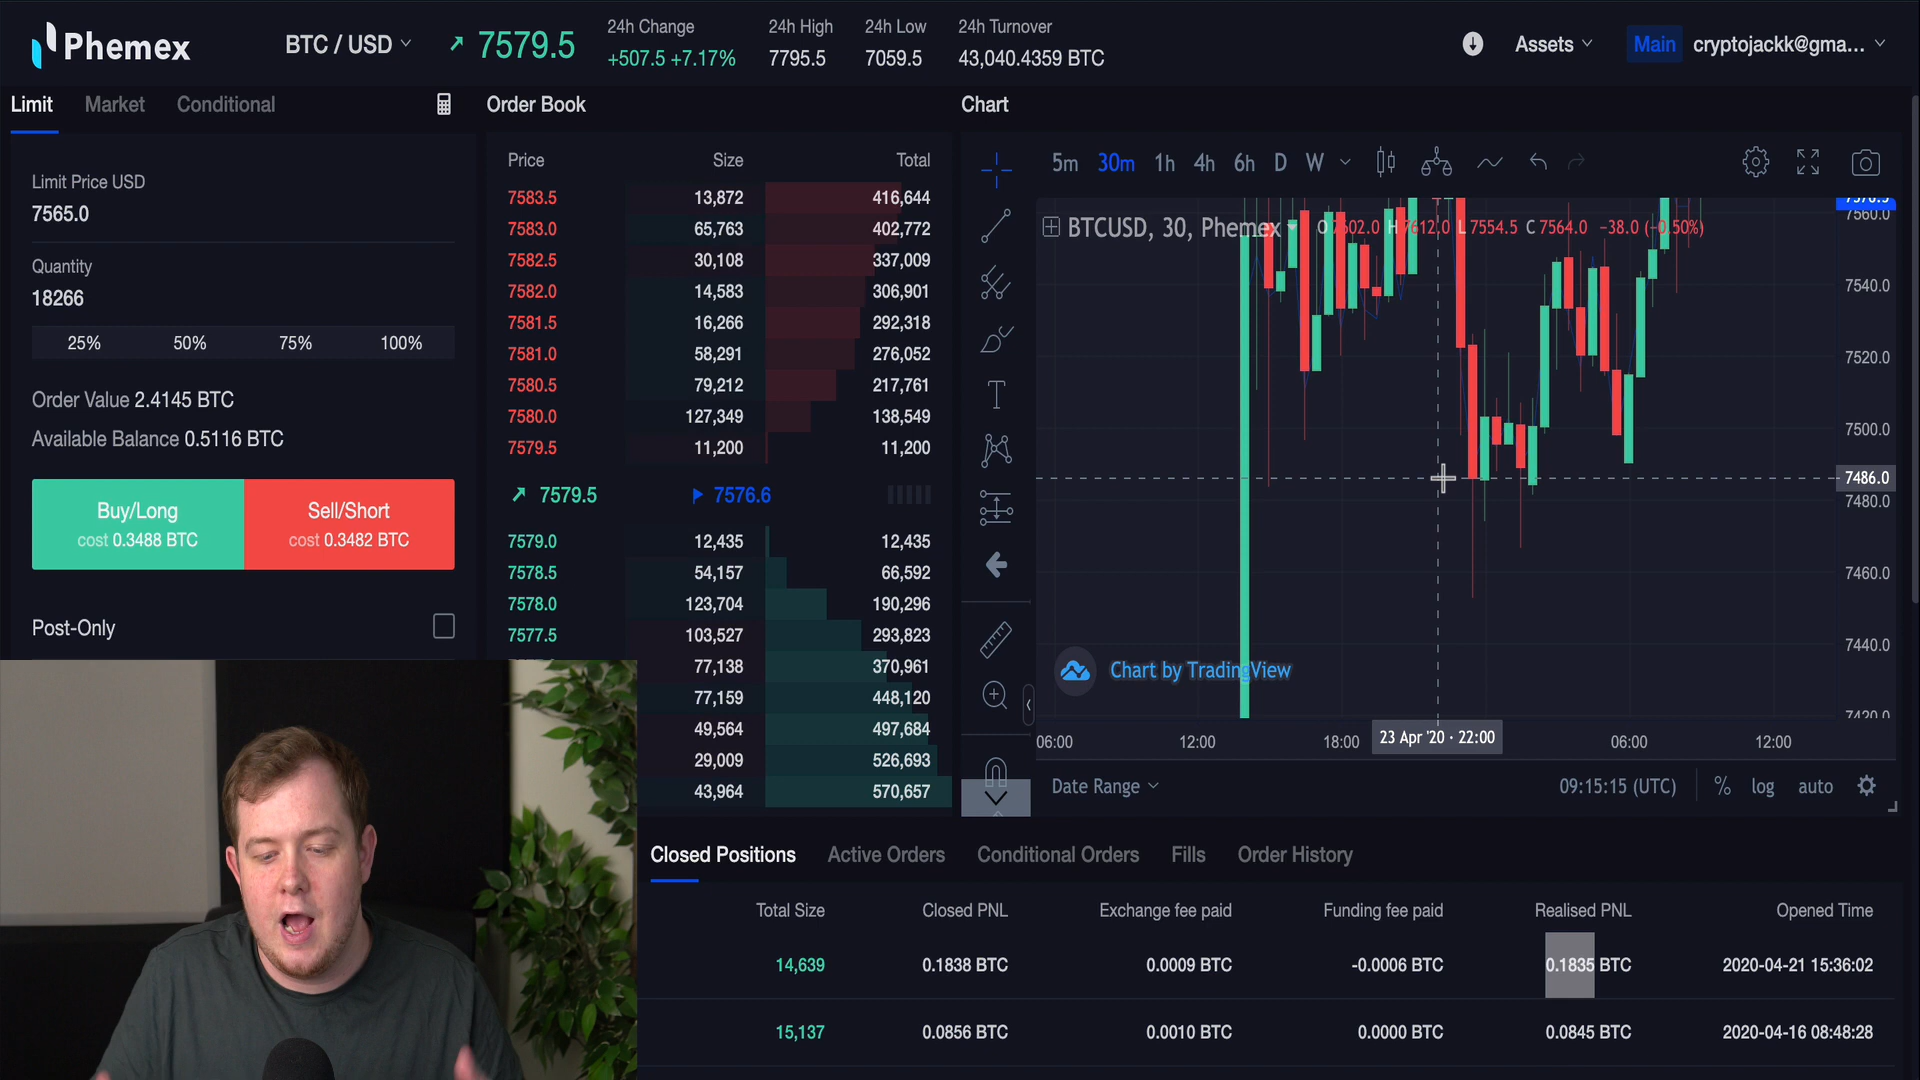 Phemex
BTC / USD
7579.5
24h Change
+507.5 +7.17%
24h High
7795.5
24h Low
7059.5
24h Turnover
43,040.4359 BTC
Assets
Main
cryptojackk@gma...
Limit Market Conditional
Limit Price USD
7565.0
Quantity
18266
25% 50% 75% 100%
Order Value 2.4145 BTC
Available Balance 0.5116 BTC
Buy/Long
cost 0.3488 BTC
Sell/Short
cost 0.3482 BTC
Post-Only
Order Book
Price Size Total
7583.5 13,872 416,644
7583.0 65,763 402,772
7582.5 30,108 337,009
7582.0 14,583 306,901
7581.5 16,266 292,318
7581.0 58,291 276,052
7580.5 79,212 217,761
7580.0 127,349 138,549
7579.5 11,200 11,200
7579.5 7576.6
7579.0 12,435 12,435
7578.5 54,157 66,592
7578.0 123,704 190,296
7577.5 103,527 293,823
77,138 370,961
77,159 448,120
49,564 497,684
29,009 526,693
43,964 570,657
Chart
5m 30m 1h 4h 6h D W
BTCUSD, 30, Phemex O 7602.0 H 7612.0 L 7554.5 C 7564.0 −38.0 (−0.50%)
7576.5
7560.0
7540.0
7520.0
7500.0
7486.0
7480.0
7460.0
7440.0
7420.0
Chart by TradingView
06:00 12:00 18:00 23 Apr '20 · 22:00 06:00 12:00
Date Range 09:15:15 (UTC) % log auto
Closed Positions Active Orders Conditional Orders Fills Order History
Total Size Closed PNL Exchange fee paid Funding fee paid Realised PNL Opened Time
14,639 0.1838 BTC 0.0009 BTC -0.0006 BTC 0.1835 BTC 2020-04-21 15:36:02
15,137 0.0856 BTC 0.0010 BTC 0.0000 BTC 0.0845 BTC 2020-04-16 08:48:28